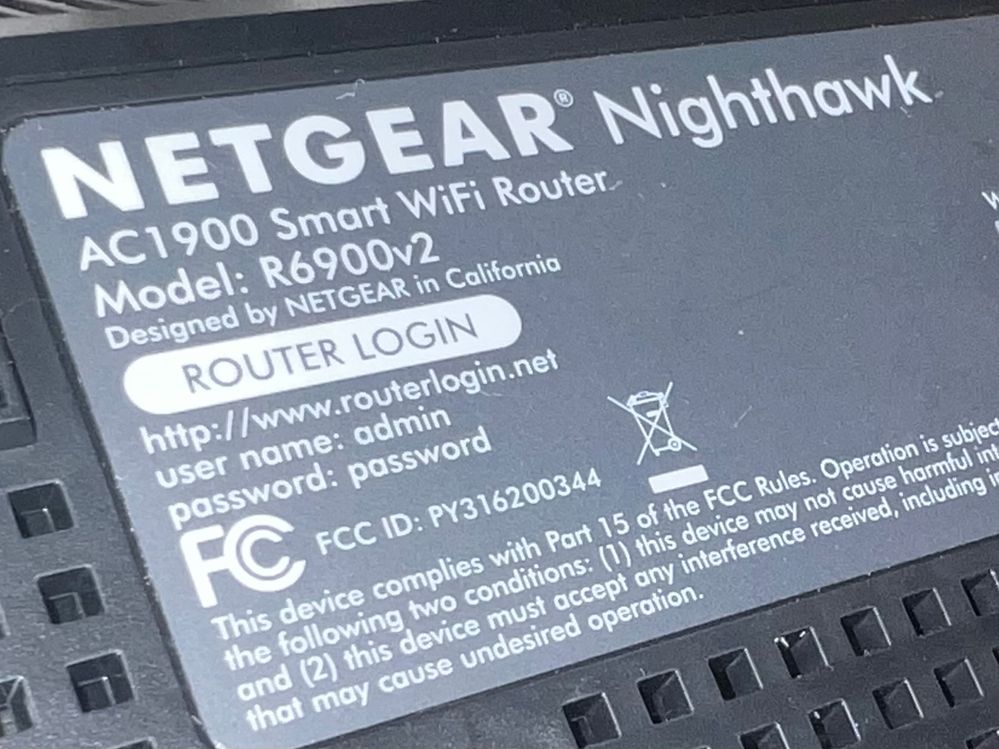 NETGEAR® Nighthawk
AC1900 Smart WiFi Router
Model: R6900v2
Designed by NETGEAR in California
ROUTER LOGIN
http://www.routerlogin.net
user name: admin
password: password
FC FCC ID: PY316200344
This device complies with Part 15 of the FCC Rules. Operation is subject
the following two conditions: (1) this device may not cause harmful
and (2) this device must accept any interference received, including
that may cause undesired operation.